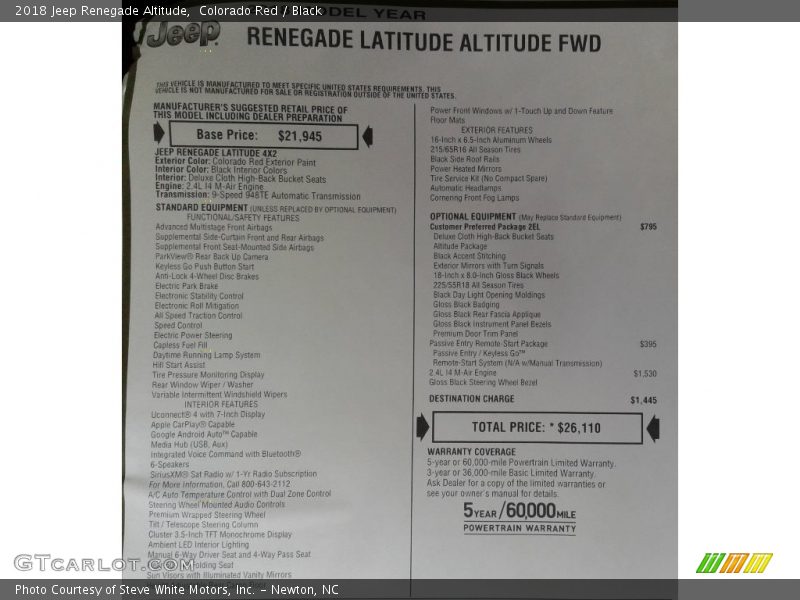 2018 Jeep Renegade Altitude,  Colorado Red / Black
MODEL YEAR
Jeep
RENEGADE LATITUDE ALTITUDE FWD
THIS VEHICLE IS MANUFACTURED TO MEET SPECIFIC UNITED STATES REQUIREMENTS. THIS
VEHICLE IS NOT MANUFACTURED FOR SALE OR REGISTRATION OUTSIDE OF THE UNITED STATES.
MANUFACTURER'S SUGGESTED RETAIL PRICE OF
THIS MODEL INCLUDING DEALER PREPARATION
Base Price: $21,945
JEEP RENEGADE LATITUDE 4X2
Exterior Color: Colorado Red Exterior Paint
Interior Color: Black Interior Colors
Interior: Deluxe Cloth High-Back Bucket Seats
Engine: 2.4L I4 M-Air Engine
Transmission: 9-Speed 948TE Automatic Transmission
STANDARD EQUIPMENT (UNLESS REPLACED BY OPTIONAL EQUIPMENT)
FUNCTIONAL/SAFETY FEATURES
Advanced Multistage Front Airbags
Supplemental Side-Curtain Front and Rear Airbags
Supplemental Front Seat-Mounted Side Airbags
ParkView® Rear Back Up Camera
Keyless Go Push Button Start
Anti-Lock 4-Wheel Disc Brakes
Electric Park Brake
Electronic Stability Control
Electronic Roll Mitigation
All Speed Traction Control
Speed Control
Electric Power Steering
Capless Fuel Fill
Daytime Running Lamp System
Hill Start Assist
Tire Pressure Monitoring Display
Rear Window Wiper / Washer
Variable Intermittent Windshield Wipers
INTERIOR FEATURES
Uconnect® 4 with 7-Inch Display
Apple CarPlay® Capable
Google Android Auto™ Capable
Media Hub (USB, Aux)
Integrated Voice Command with Bluetooth®
6-Speakers
SiriusXM® Sat Radio w/ 1-Yr Radio Subscription
For More Information, Call 800-643-2112
A/C Auto Temperature Control with Dual Zone Control
Steering Wheel Mounted Audio Controls
Premium Wrapped Steering Wheel
Tilt / Telescope Steering Column
Cluster 3.5-Inch TFT Monochrome Display
Ambient LED Interior Lighting
Manual 6-Way Driver Seat and 4-Way Pass Seat
olding Seat
Sun Visors with Illuminated Vanity Mirrors
Power Front Windows w/ 1-Touch Up and Down Feature
Floor Mats
EXTERIOR FEATURES
16-Inch x 6.5-Inch Aluminum Wheels
215/65R16 All Season Tires
Black Side Roof Rails
Power Heated Mirrors
Tire Service Kit (No Compact Spare)
Automatic Headlamps
Cornering Front Fog Lamps
OPTIONAL EQUIPMENT (May Replace Standard Equipment)
Customer Preferred Package 2EL $795
Deluxe Cloth High-Back Bucket Seats
Altitude Package
Black Accent Stitching
Exterior Mirrors with Turn Signals
18-Inch x 8.0-Inch Gloss Black Wheels
225/55R18 All Season Tires
Black Day Light Opening Moldings
Gloss Black Badging
Gloss Black Rear Fascia Applique
Gloss Black Instrument Panel Bezels
Premium Door Trim Panel
Passive Entry Remote-Start Package $395
Passive Entry / Keyless Go™
Remote-Start System (N/A w/Manual Transmission)
2.4L I4 M-Air Engine $1,530
Gloss Black Steering Wheel Bezel
DESTINATION CHARGE $1,445
TOTAL PRICE: * $26,110
WARRANTY COVERAGE
5-year or 60,000-mile Powertrain Limited Warranty.
3-year or 36,000-mile Basic Limited Warranty.
Ask Dealer for a copy of the limited warranties or
see your owner's manual for details.
5YEAR/60,000MILE
POWERTRAIN WARRANTY
GTcarlot.com
Photo Courtesy of Steve White Motors, Inc. – Newton, NC